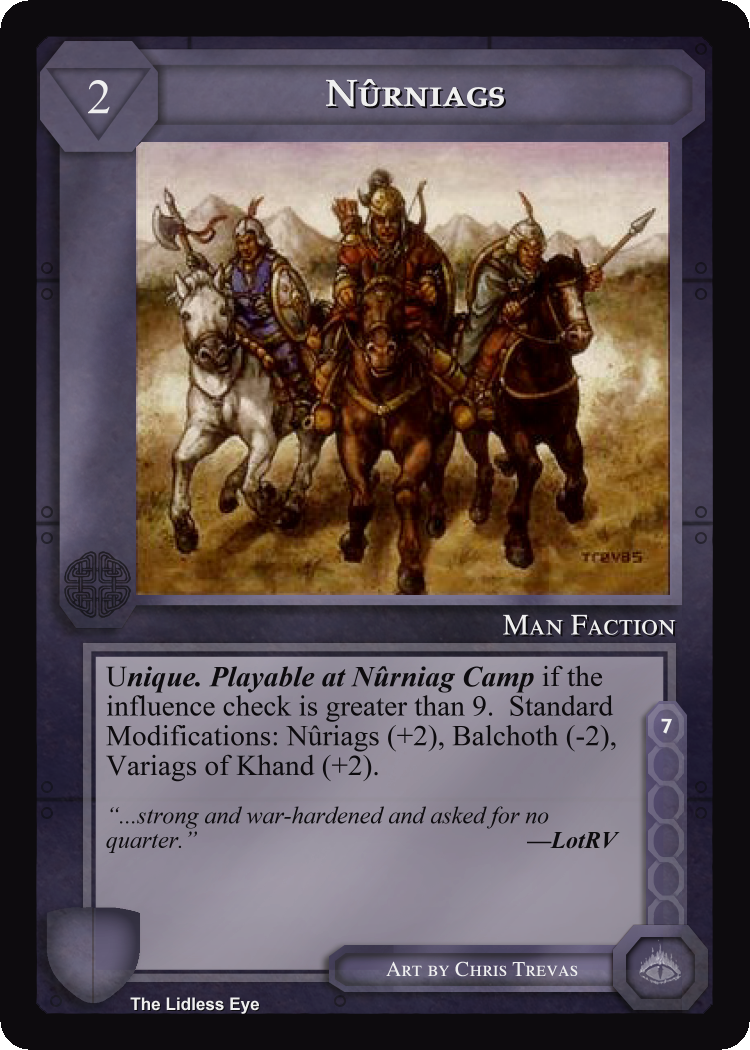 2
NÛRNIAGS
TREVAS
MAN FACTION
Unique. Playable at Nûrniag Camp if the
influence check is greater than 9. Standard
Modifications: Nûriags (+2), Balchoth (-2),
Variags of Khand (+2).
7
“...strong and war-hardened and asked for no
quarter.” —LotRV
ART BY CHRIS TREVAS
The Lidless Eye